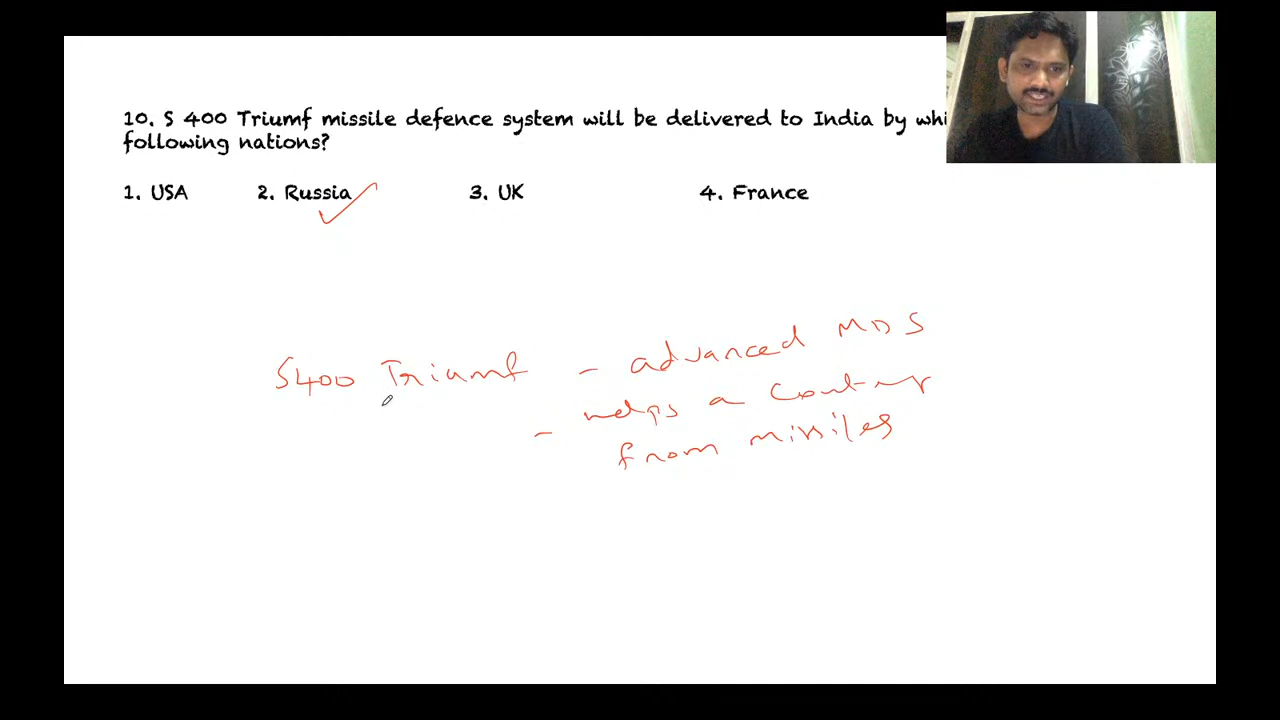 10. S 400 Triumf missile defence system will be delivered to India by whi
following nations?
1. USA 2. Russia 3. UK 4. France
S400 Triumf - advanced MDS
- helps a country
from missiles